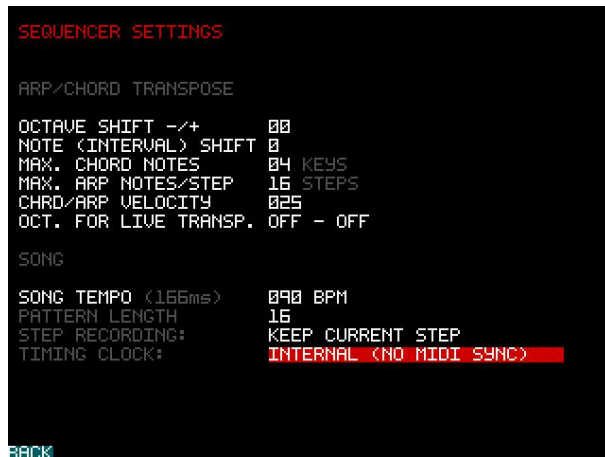 SEQUENCER SETTINGS
ARP/CHORD TRANSPOSE
OCTAVE SHIFT -/+ 00
NOTE (INTERVAL) SHIFT 0
MAX. CHORD NOTES 04 KEYS
MAX. ARP NOTES/STEP 16 STEPS
CHRD/ARP VELOCITY 025
OCT. FOR LIVE TRANSP. OFF - OFF
SONG
SONG TEMPO (166ms) 090 BPM
PATTERN LENGTH 16
STEP RECORDING: KEEP CURRENT STEP
TIMING CLOCK: INTERNAL (NO MIDI SYNC)
BACK